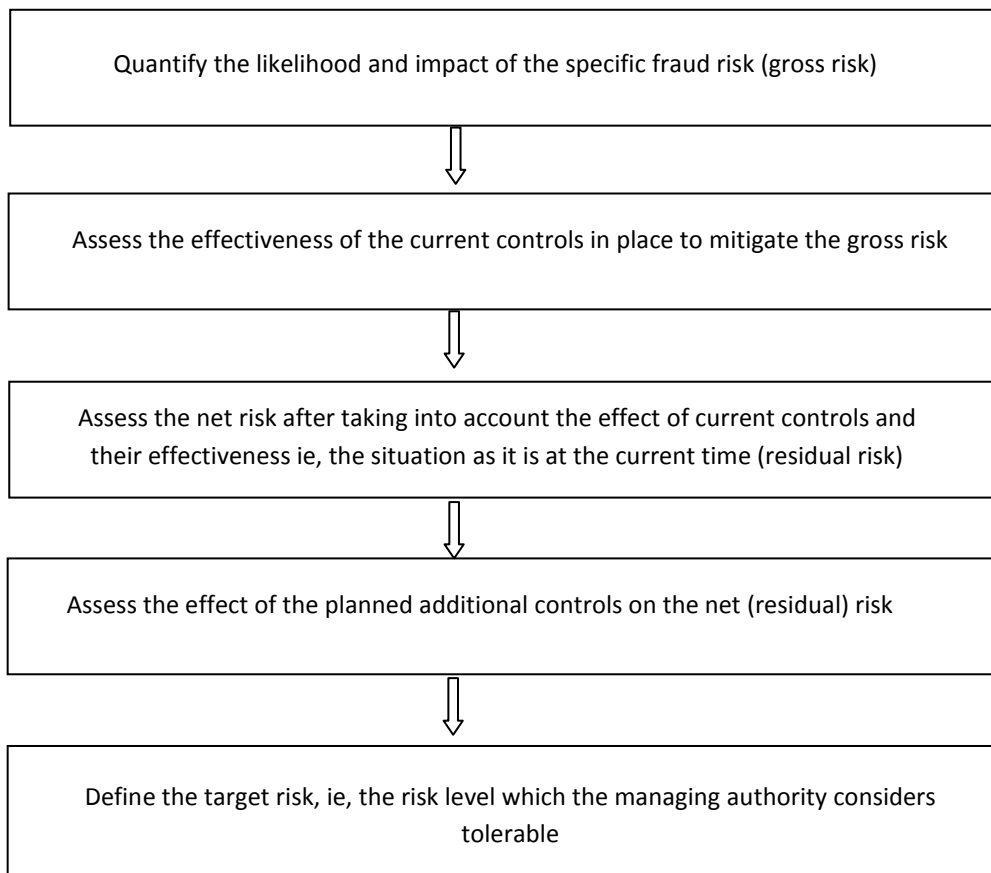 Quantify the likelihood and impact of the specific fraud risk (gross risk)
Assess the effectiveness of the current controls in place to mitigate the gross risk
Assess the net risk after taking into account the effect of current controls and
their effectiveness ie, the situation as it is at the current time (residual risk)
Assess the effect of the planned additional controls on the net (residual) risk
Define the target risk, ie, the risk level which the managing authority considers
tolerable